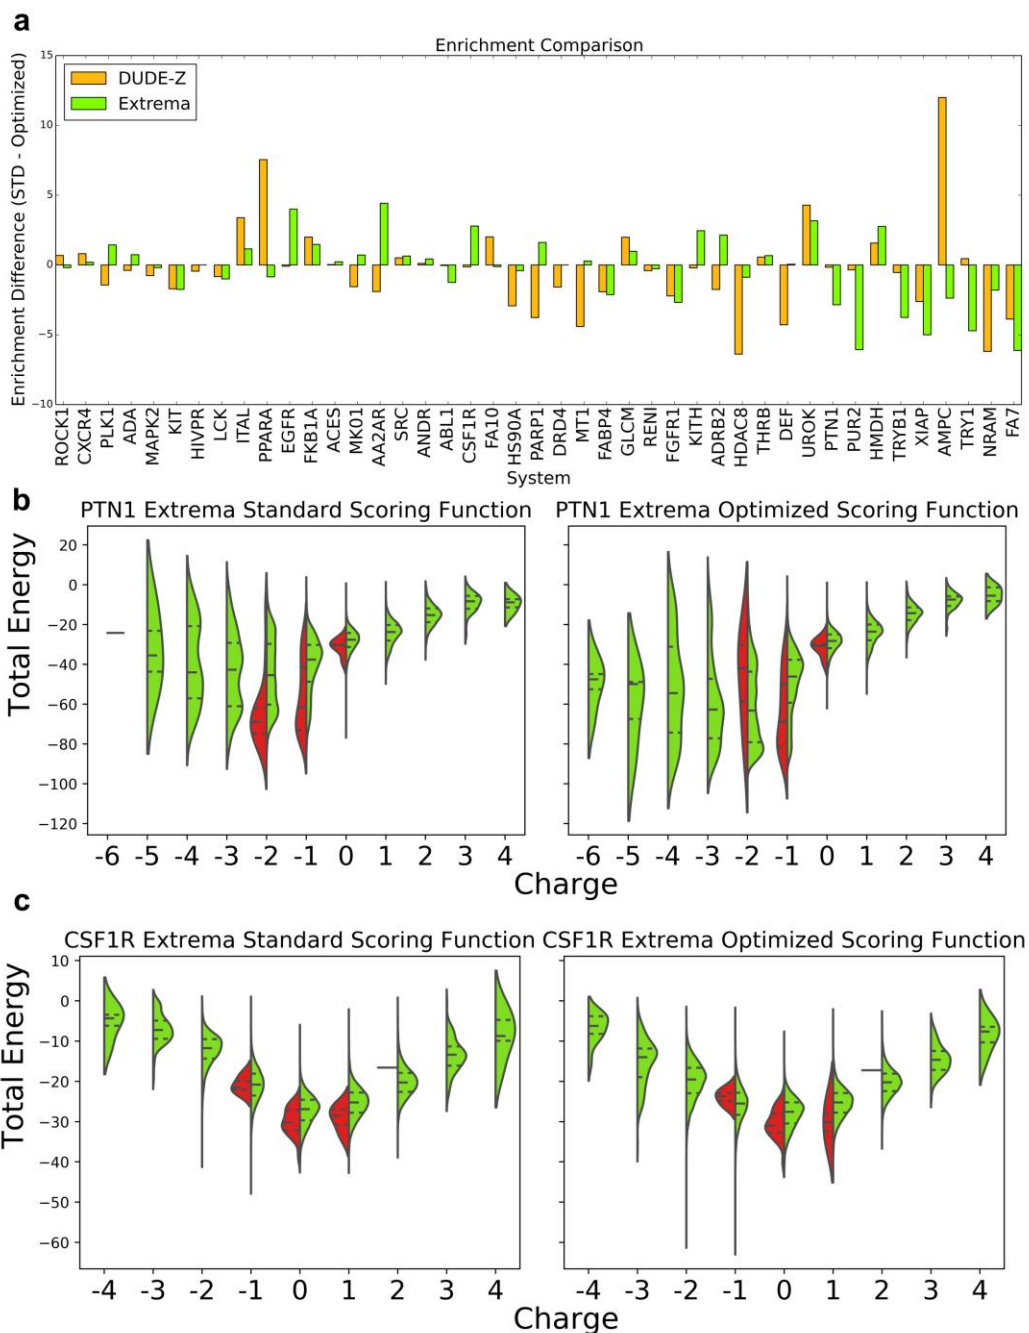 a
Enrichment Comparison
Enrichment Difference (STD - Optimized)
15
10
5
0
−5
−10
DUDE-Z
Extrema
ROCK1 CXCR4 PLK1 ADA MAPK2 KIT HIVPR LCK ITAL PPARA EGFR FKB1A ACES MK01 AA2AR SRC ANDR ABL1 CSF1R FA10 HS90A PARP1 DRD4 MT1 FABP4 GLCM RENI FGFR1 KITH ADRB2 HDAC8 THRB DEF UROK PTN1 PUR2 HMDH TRYB1 XIAP AMPC TRY1 NRAM FA7
System
b
PTN1 Extrema Standard Scoring Function
PTN1 Extrema Optimized Scoring Function
Total Energy
20
0
−20
−40
−60
−80
−100
−120
-6 -5 -4 -3 -2 -1 0 1 2 3 4
-6 -5 -4 -3 -2 -1 0 1 2 3 4
Charge
c
CSF1R Extrema Standard Scoring Function
CSF1R Extrema Optimized Scoring Function
Total Energy
10
0
−10
−20
−30
−40
−50
−60
-4 -3 -2 -1 0 1 2 3 4
-4 -3 -2 -1 0 1 2 3 4
Charge